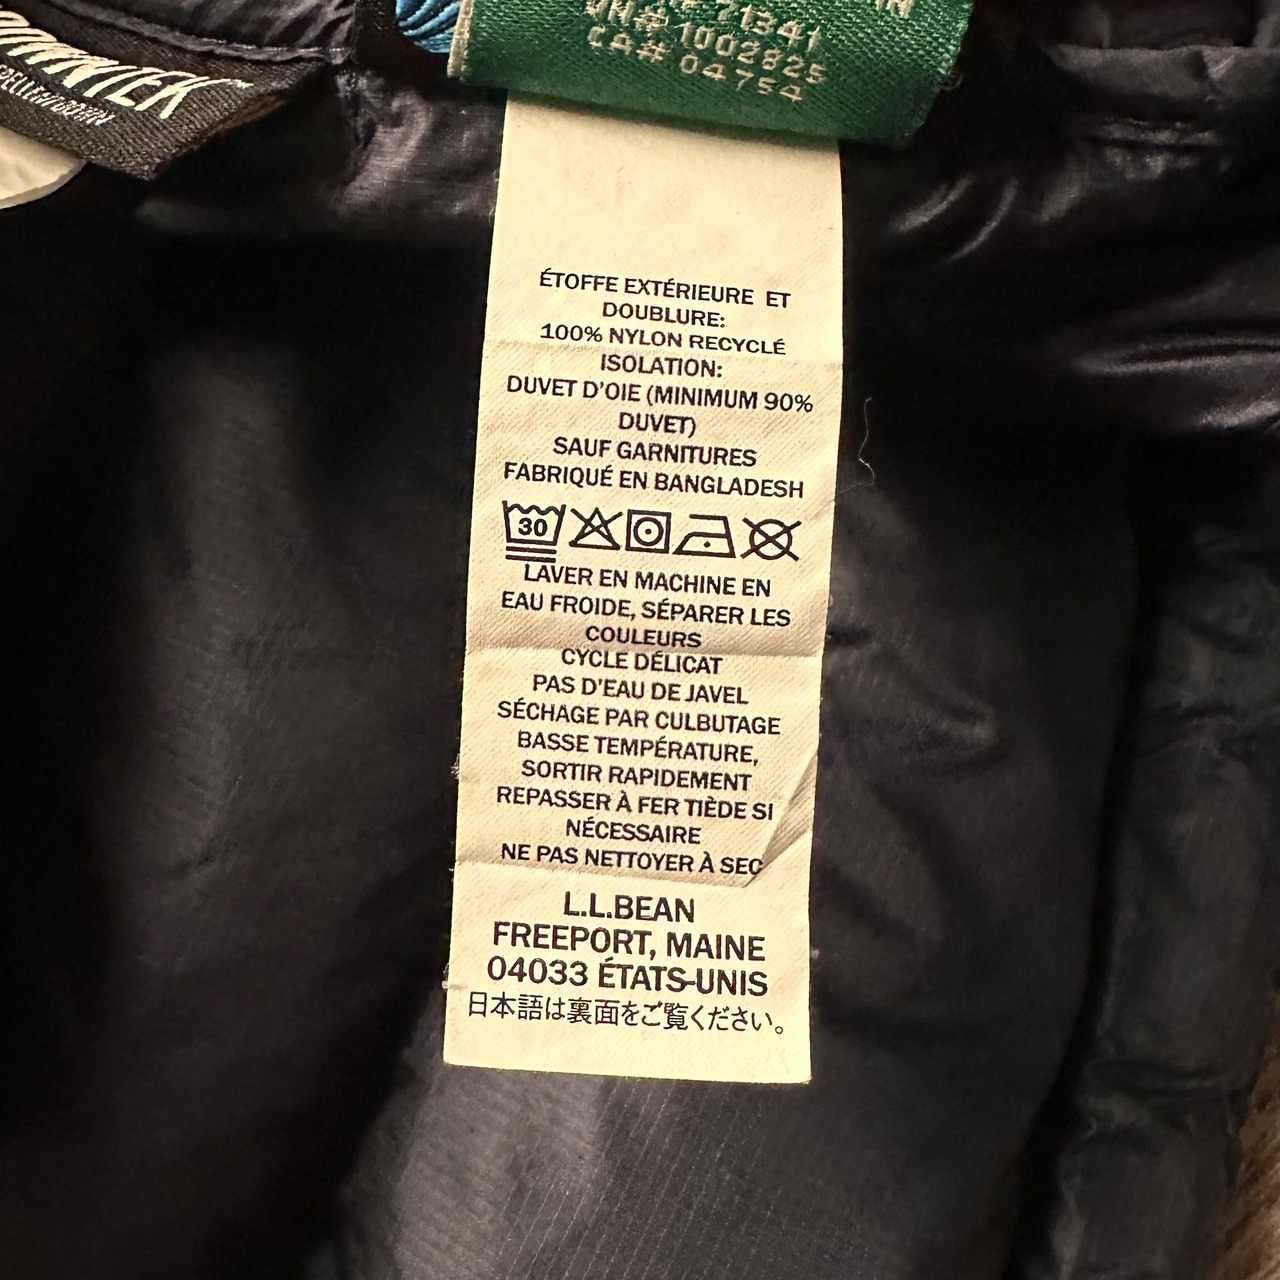 DOWNTEK™
71341
VN# 1002825
CA# 04754
ÉTOFFE EXTÉRIEURE ET
DOUBLURE:
100% NYLON RECYCLÉ
ISOLATION:
DUVET D'OIE (MINIMUM 90%
DUVET)
SAUF GARNITURES
FABRIQUÉ EN BANGLADESH
30
LAVER EN MACHINE EN
EAU FROIDE, SÉPARER LES
COULEURS
CYCLE DÉLICAT
PAS D'EAU DE JAVEL
SÉCHAGE PAR CULBUTAGE
BASSE TEMPÉRATURE,
SORTIR RAPIDEMENT
REPASSER À FER TIÈDE SI
NÉCESSAIRE
NE PAS NETTOYER À SEC
L.L.BEAN
FREEPORT, MAINE
04033 ÉTATS-UNIS
日本語は裏面をご覧ください。